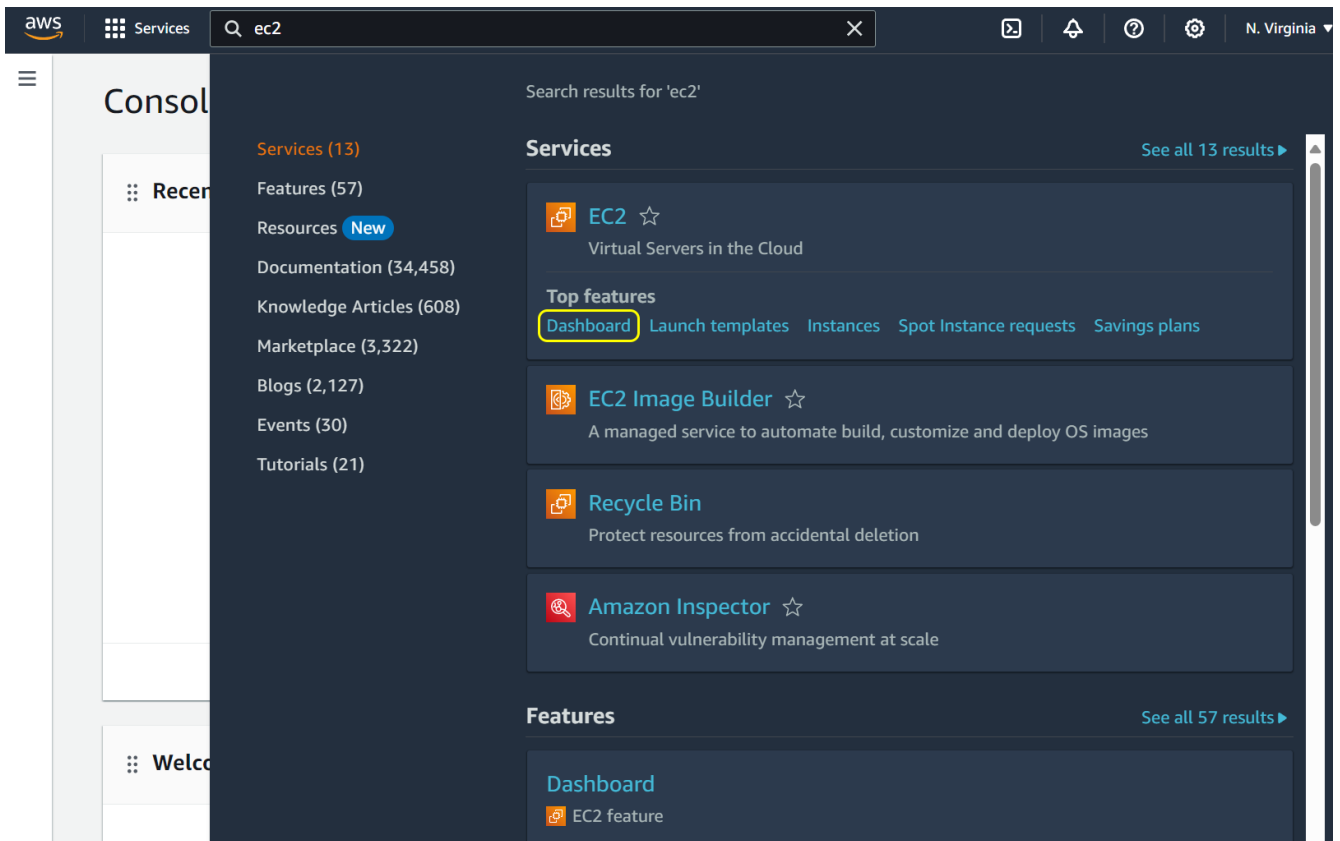 aws
Services
ec2
N. Virginia
Consol
Recen
Welco
Search results for 'ec2'
Services (13)
Features (57)
Resources New
Documentation (34,458)
Knowledge Articles (608)
Marketplace (3,322)
Blogs (2,127)
Events (30)
Tutorials (21)
Services
See all 13 results
EC2
Virtual Servers in the Cloud
Top features
Dashboard Launch templates Instances Spot Instance requests Savings plans
EC2 Image Builder
A managed service to automate build, customize and deploy OS images
Recycle Bin
Protect resources from accidental deletion
Amazon Inspector
Continual vulnerability management at scale
Features
See all 57 results
Dashboard
EC2 feature